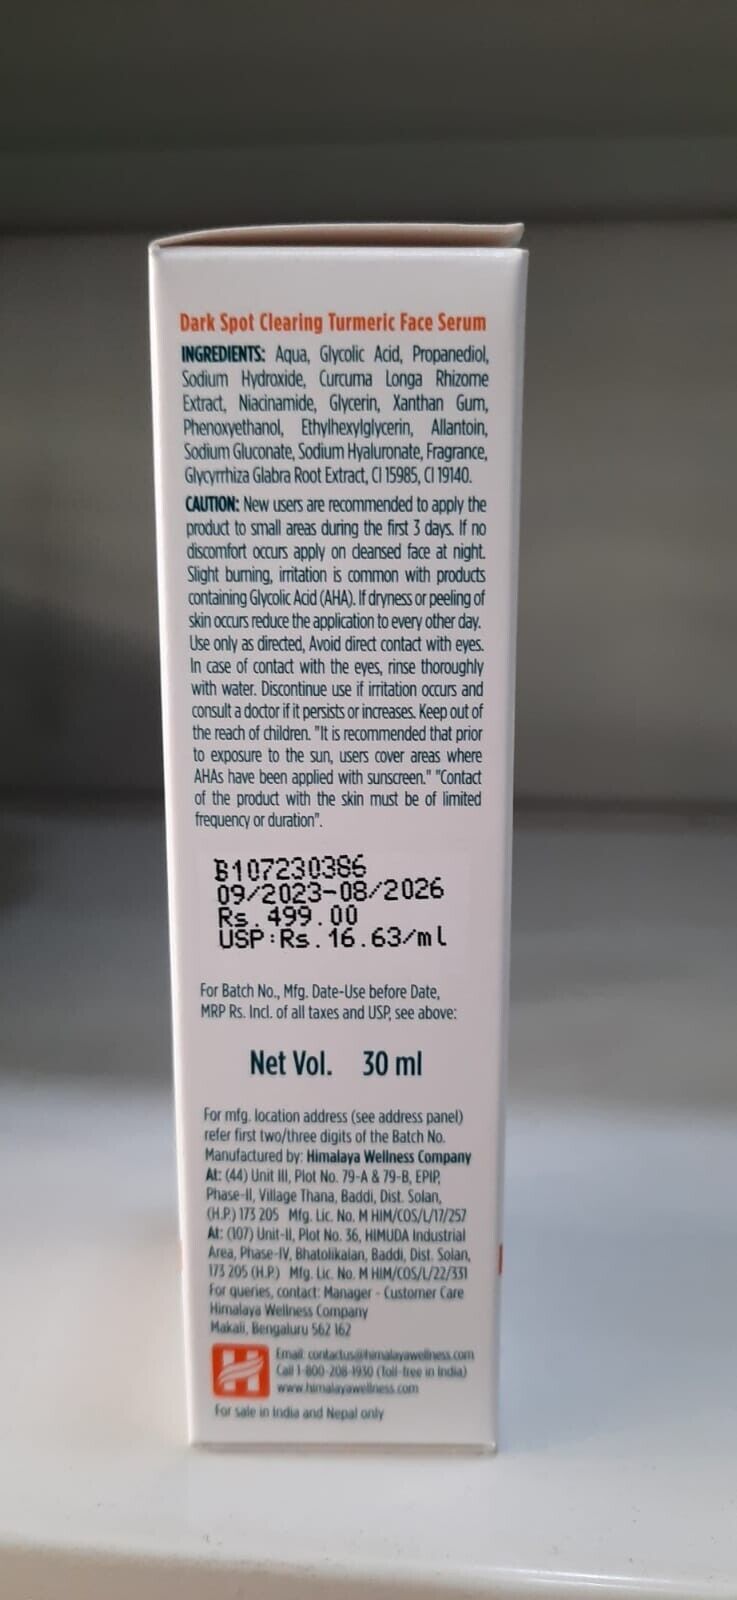 Dark Spot Clearing Turmeric Face Serum
INGREDIENTS: Aqua, Glycolic Acid, Propanediol,
Sodium Hydroxide, Curcuma Longa Rhizome
Extract, Niacinamide, Glycerin, Xanthan Gum,
Phenoxyethanol, Ethylhexylglycerin, Allantoin,
Sodium Gluconate, Sodium Hyaluronate, Fragrance,
Glycyrrhiza Glabra Root Extract, CI 15985, CI 19140.
CAUTION: New users are recommended to apply the
product to small areas during the first 3 days. If no
discomfort occurs apply on cleansed face at night.
Slight burning, irritation is common with products
containing Glycolic Acid (AHA). If dryness or peeling of
skin occurs reduce the application to every other day.
Use only as directed, Avoid direct contact with eyes.
In case of contact with the eyes, rinse thoroughly
with water. Discontinue use if irritation occurs and
consult a doctor if it persists or increases. Keep out of
the reach of children. "It is recommended that prior
to exposure to the sun, users cover areas where
AHAs have been applied with sunscreen." "Contact
of the product with the skin must be of limited
frequency or duration".
B107230386
09/2023-08/2026
Rs.499.00
USP:Rs.16.63/ml
For Batch No., Mfg. Date-Use before Date,
MRP Rs. Incl. of all taxes and USP, see above:
Net Vol. 30 ml
For mfg. location address (see address panel)
refer first two/three digits of the Batch No.
Manufactured by: Himalaya Wellness Company
At: (44) Unit III, Plot No. 79-A & 79-B, EPIP,
Phase-II, Village Thana, Baddi, Dist. Solan,
(H.P.) 173 205 Mfg. Lic. No. M HIM/COS/L/17/257
At: (107) Unit-II, Plot No. 36, HIMUDA Industrial
Area, Phase-IV, Bhatolikalan, Baddi, Dist. Solan,
173 205 (H.P.) Mfg. Lic. No. M HIM/COS/L/22/331
For queries, contact: Manager - Customer Care
Himalaya Wellness Company
Makali, Bengaluru 562 162
Email: contactus@himalayawellness.com
Call 1-800-208-1930 (Toll-free in India)
www.himalayawellness.com
For sale in India and Nepal only